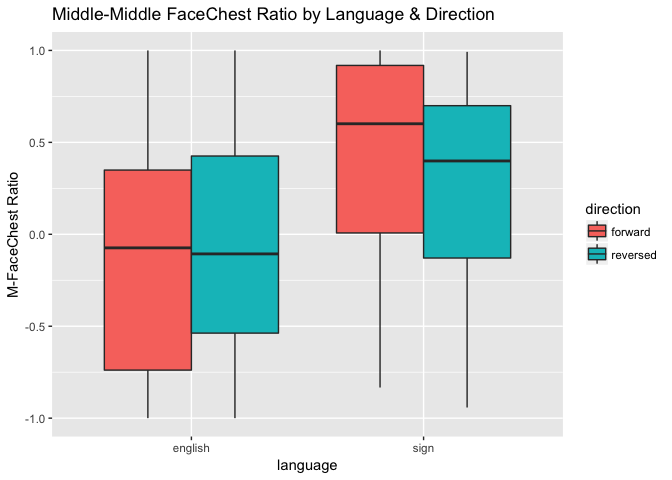 Middle-Middle FaceChest Ratio by Language & Direction
M-FaceChest Ratio
1.0
0.5
0.0
-0.5
-1.0
english
sign
language
direction
forward
reversed